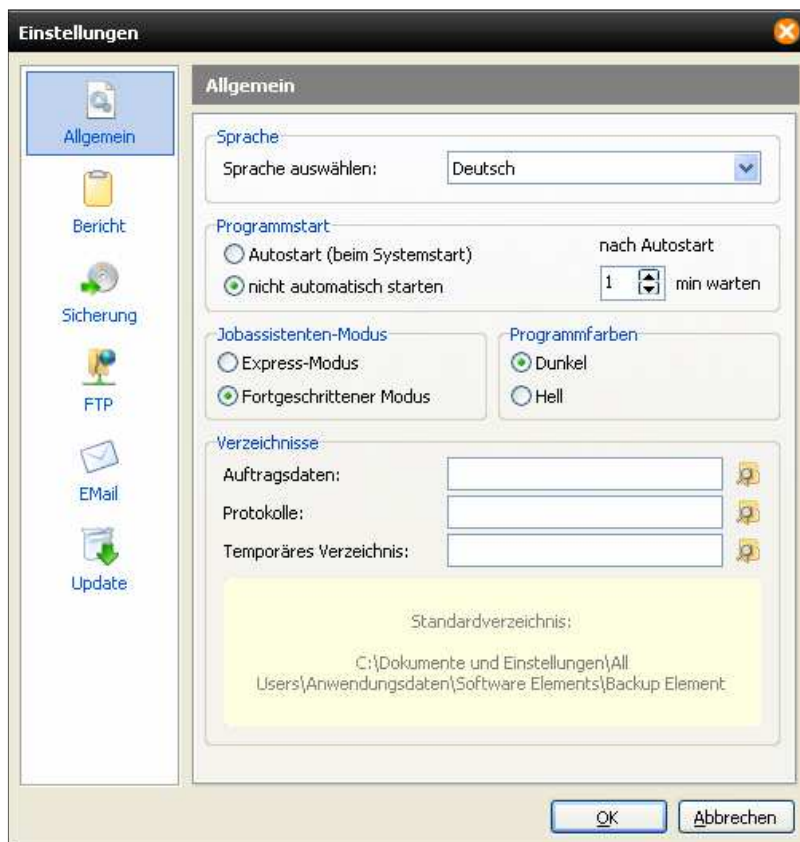 Einstellungen
Allgemein
Bericht
Sicherung
FTP
EMail
Update
Allgemein
Sprache
Sprache auswählen:
Deutsch
Programmstart
Autostart (beim Systemstart)
nicht automatisch starten
nach Autostart
1 min warten
Jobassistenten-Modus
Express-Modus
Fortgeschrittener Modus
Programmfarben
Dunkel
Hell
Verzeichnisse
Auftragsdaten:
Protokolle:
Temporäres Verzeichnis:
Standardverzeichnis:
C:\Dokumente und Einstellungen\All
Users\Anwendungsdaten\Software Elements\Backup Element
OK
Abbrechen